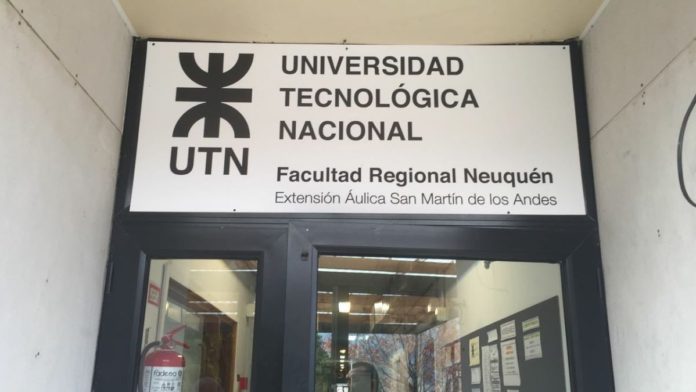 UNIVERSIDAD
TECNOLÓGICA
NACIONAL
UTN
Facultad Regional Neuquén
Extensión Áulica San Martín de los Andes